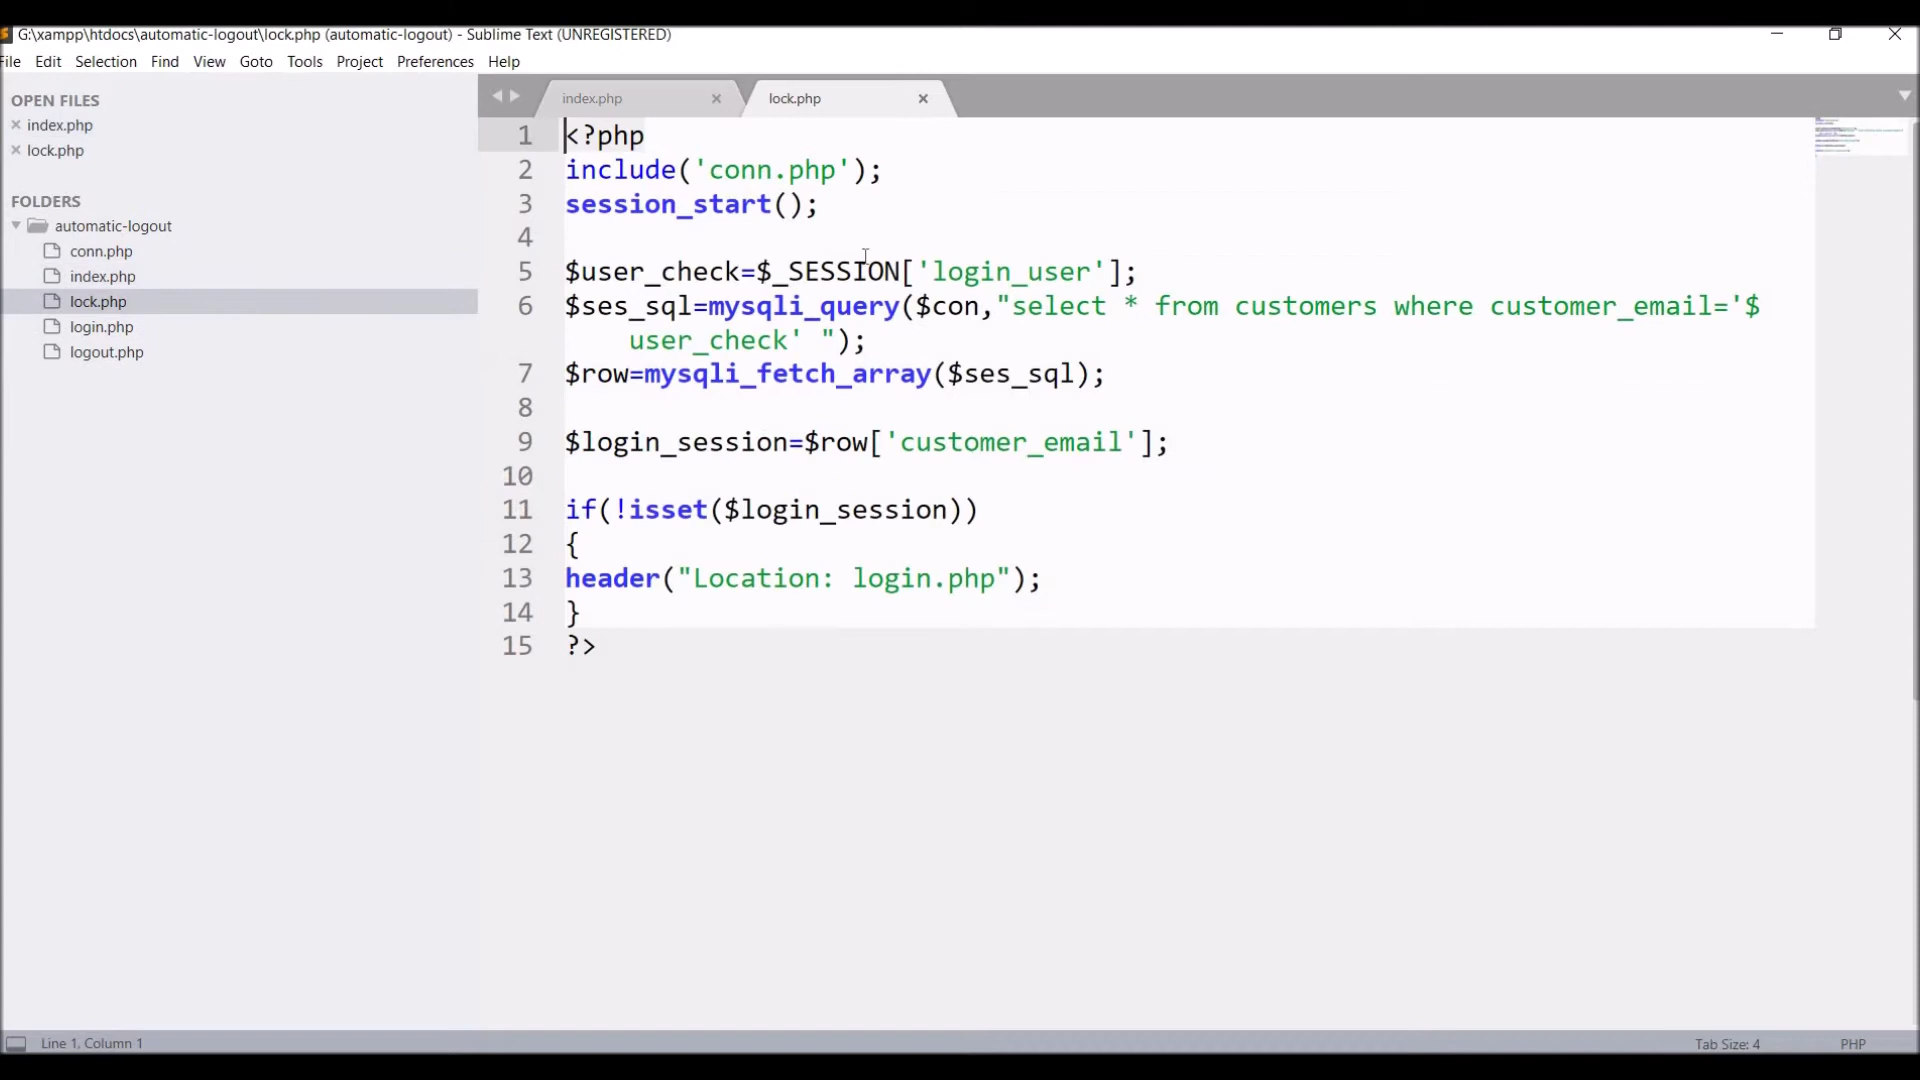 G:\xampp\htdocs\automatic-logout\lock.php (automatic-logout) - Sublime Text (UNREGISTERED)
File Edit Selection Find View Goto Tools Project Preferences Help
OPEN FILES
index.php
lock.php
FOLDERS
automatic-logout
conn.php
index.php
lock.php
login.php
logout.php
index.php lock.php
1 <?php
2 include('conn.php');
3 session_start();
4
5 $user_check=$_SESSION['login_user'];
6 $ses_sql=mysqli_query($con,"select * from customers where customer_email='$
user_check' ");
7 $row=mysqli_fetch_array($ses_sql);
8
9 $login_session=$row['customer_email'];
10
11 if(!isset($login_session))
12 {
13 header("Location: login.php");
14 }
15 ?>
Line 1, Column 1 Tab Size: 4 PHP